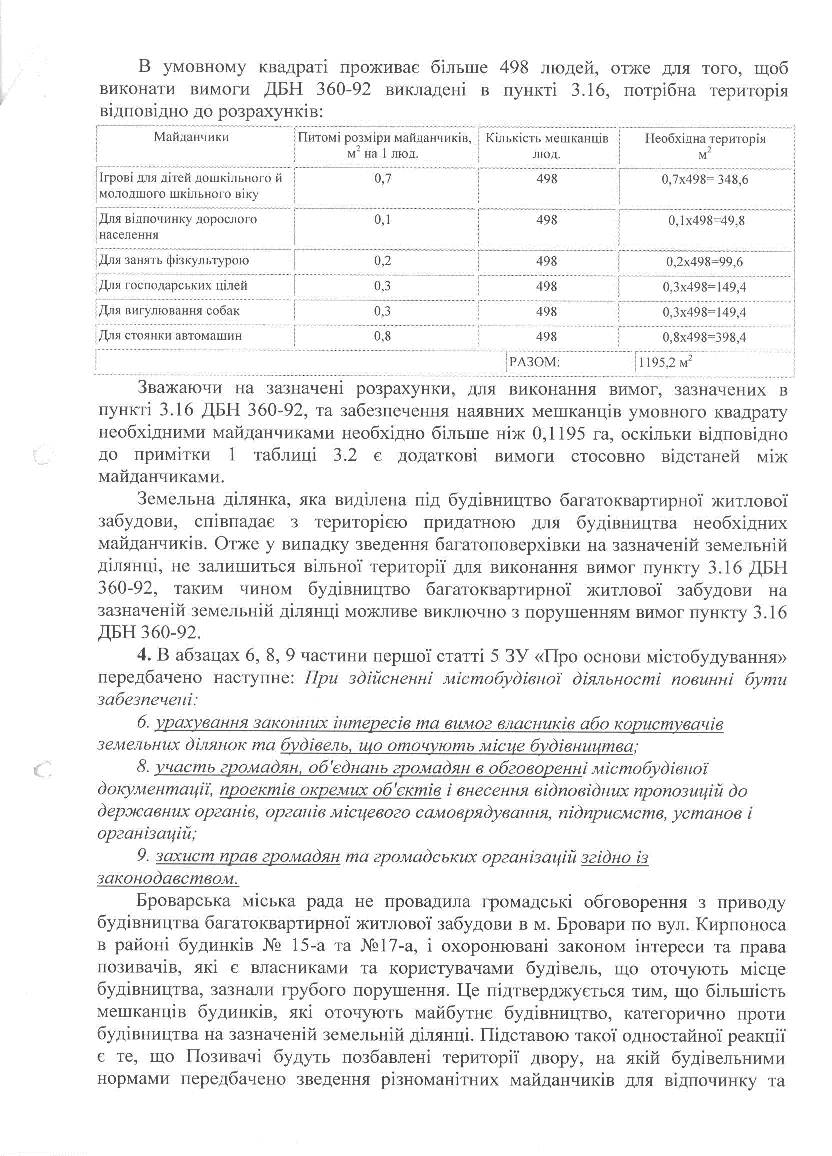 В умовному квадраті проживає більше 498 людей, отже для того, щоб
виконати вимоги ДБН 360-92 викладені в пункті 3.16, потрібна територія
відповідно до розрахунків:
Майданчики | Питомі розміри майданчиків, м² на 1 люд. | Кількість мешканців люд. | Необхідна територія м²
Ігрові для дітей дошкільного й молодшого шкільного віку | 0,7 | 498 | 0,7х498= 348,6
Для відпочинку дорослого населення | 0,1 | 498 | 0,1х498=49,8
Для занять фізкультурою | 0,2 | 498 | 0,2х498=99,6
Для господарських цілей | 0,3 | 498 | 0,3х498=149,4
Для вигулювання собак | 0,3 | 498 | 0,3х498=149,4
Для стоянки автомашин | 0,8 | 498 | 0,8х498=398,4
РАЗОМ: | 1195,2 м²
Зважаючи на зазначені розрахунки, для виконання вимог, зазначених в
пункті 3.16 ДБН 360-92, та забезпечення наявних мешканців умовного квадрату
необхідними майданчиками необхідно більше ніж 0,1195 га, оскільки відповідно
до примітки 1 таблиці 3.2 є додаткові вимоги стосовно відстаней між
майданчиками.
Земельна ділянка, яка виділена під будівництво багатоквартирної житлової
забудови, співпадає з територією придатною для будівництва необхідних
майданчиків. Отже у випадку зведення багатоповерхівки на зазначеній земельній
ділянці, не залишиться вільної території для виконання вимог пункту 3.16 ДБН
360-92, таким чином будівництво багатоквартирної житлової забудови на
зазначеній земельній ділянці можливе виключно з порушенням вимог пункту 3.16
ДБН 360-92.
4. В абзацах 6, 8, 9 частини першої статті 5 ЗУ «Про основи містобудування»
передбачено наступне: При здійсненні містобудівної діяльності повинні бути
забезпечені:
6. урахування законних інтересів та вимог власників або користувачів
земельних ділянок та будівель, що оточують місце будівництва;
8. участь громадян, об'єднань громадян в обговоренні містобудівної
документації, проектів окремих об'єктів і внесення відповідних пропозицій до
державних органів, органів місцевого самоврядування, підприємств, установ і
організацій;
9. захист прав громадян та громадських організацій згідно із
законодавством.
Броварська міська рада не провадила громадські обговорення з приводу
будівництва багатоквартирної житлової забудови в м. Бровари по вул. Кирпоноса
в районі будинків № 15-а та №17-а, і охоронювані законом інтереси та права
позивачів, які є власниками та користувачами будівель, що оточують місце
будівництва, зазнали грубого порушення. Це підтверджується тим, що більшість
мешканців будинків, які оточують майбутнє будівництво, категорично проти
будівництва на зазначеній земельній ділянці. Підставою такої одностайної реакції
є те, що Позивачі будуть позбавлені території двору, на якій будівельними
нормами передбачено зведення різноманітних майданчиків для відпочинку та